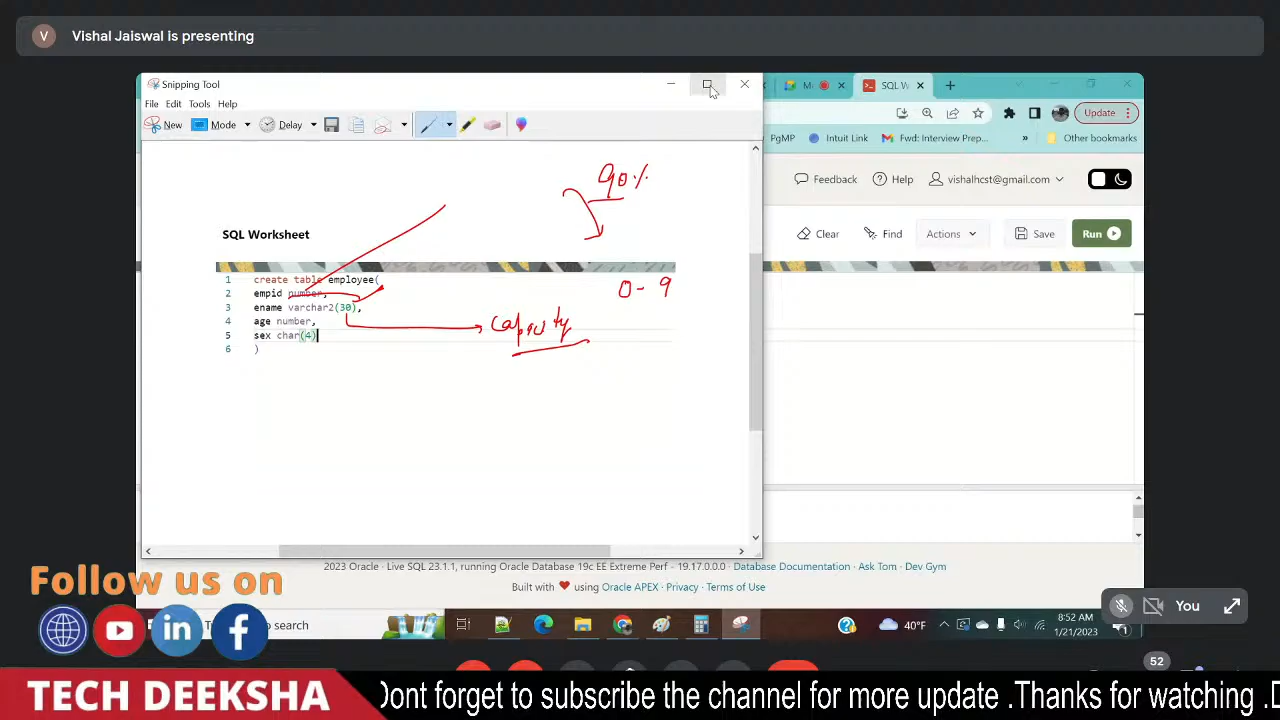 V Vishal Jaiswal is presenting
Snipping Tool
File Edit Tools Help
New Mode Delay
SQL W
Update
PgMP Intuit Link Fwd: Interview Prep... » Other bookmarks
Feedback Help vishalhcst@gmail.com
Clear Find Actions Save Run
90%
SQL Worksheet
1 create table employee(
2 empid number,
3 ename varchar2(30),
4 age number,
5 sex char(4)
6 )
0- 9
capacity
2023 Oracle · Live SQL 23.1.1, running Oracle Database 19c EE Extreme Perf - 19.17.0.0.0 · Database Documentation · Ask Tom · Dev Gym
Built with ❤ using Oracle APEX · Privacy · Terms of Use
You
Follow us on
search
40°F
8:52 AM
1/21/2023
1
52
TECH DEEKSHA
Dont forget to subscribe the channel for more update .Thanks for watching .D